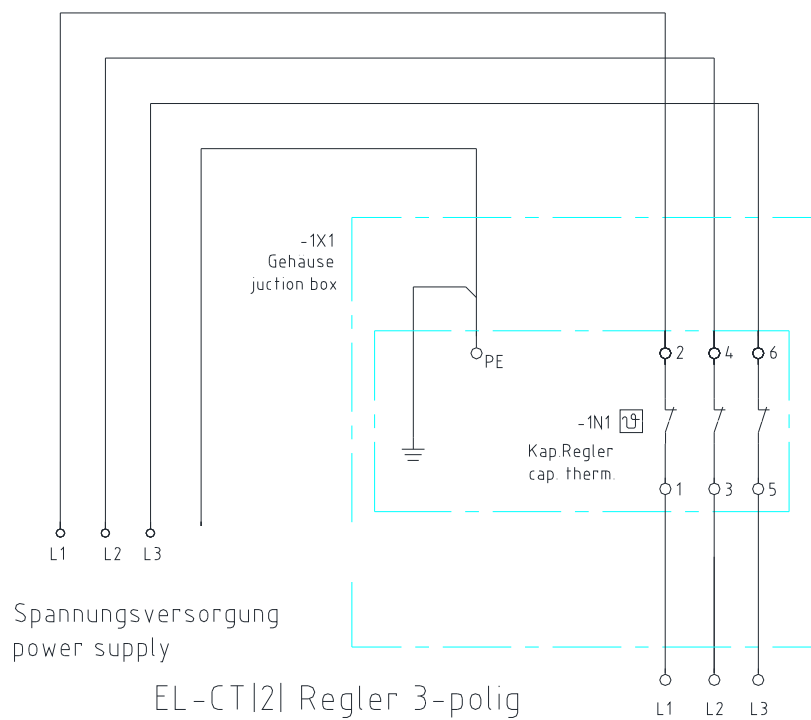 -1X1
Gehäuse
juction box
PE
2
4
6
-1N1
ϑ
Kap.Regler
cap. therm.
1
3
5
L1
L2
L3
Spannungsversorgung
power supply
EL-CT|2| Regler 3-polig
L1
L2
L3